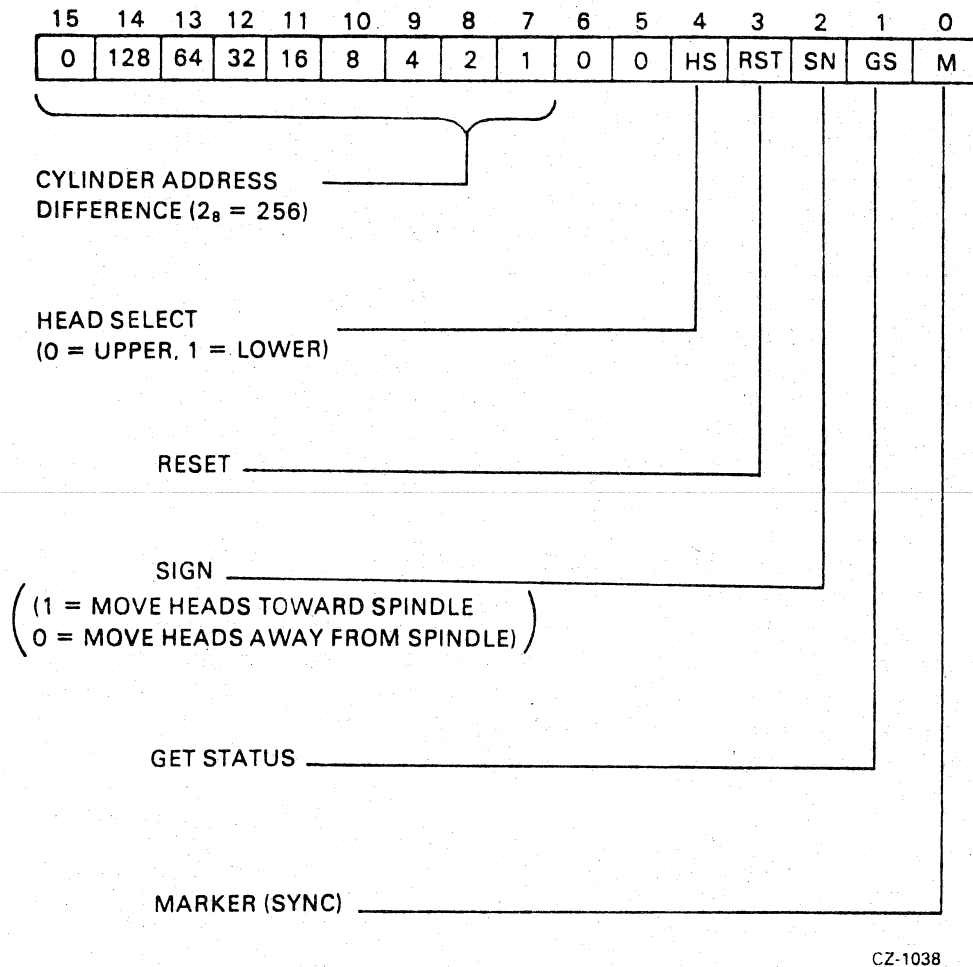 15 14 13 12 11 10 9 8 7 6 5 4 3 2 1 0
0 128 64 32 16 8 4 2 1 0 0 HS RST SN GS M
CYLINDER ADDRESS
DIFFERENCE (2₈ = 256)
HEAD SELECT
(0 = UPPER, 1 = LOWER)
RESET
SIGN
(1 = MOVE HEADS TOWARD SPINDLE
0 = MOVE HEADS AWAY FROM SPINDLE)
GET STATUS
MARKER (SYNC)
CZ-1038